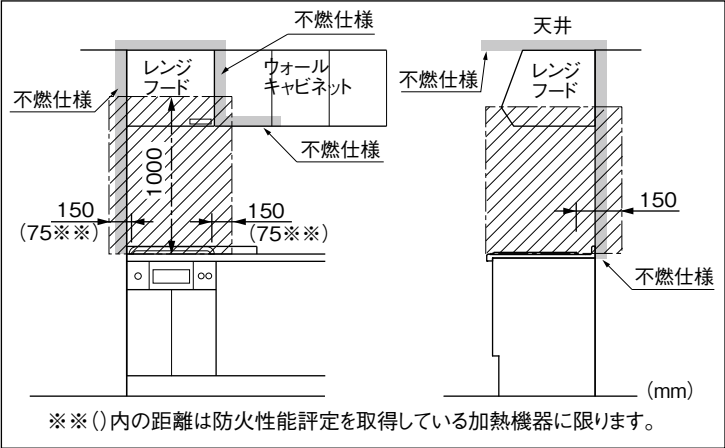 不燃仕様
レンジ
フード
ウォール
キャビネット
不燃仕様
不燃仕様
1000
150
(75※※)
150
(75※※)
天井
不燃仕様
レンジ
フード
150
不燃仕様
(mm)
※※()内の距離は防火性能評定を取得している加熱機器に限ります。